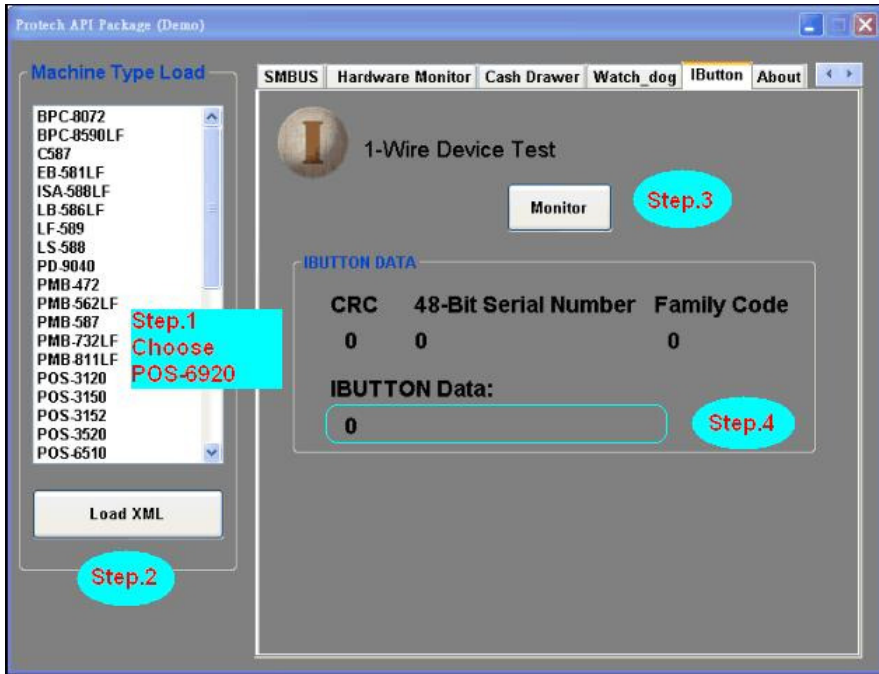 Protech API Package (Demo)
Machine Type Load
BPC-8072
BPC-8590LF
C587
EB-581LF
ISA-588LF
LB-586LF
LF-589
LS-588
PD-9040
PMB-472
PMB-562LF
PMB-587
PMB-732LF
PMB-811LF
POS-3120
POS-3150
POS-3152
POS-3520
POS-6510
Step.1
Choose
POS-6920
Load XML
Step.2
SMBUS Hardware Monitor Cash Drawer Watch_dog IButton About
I
1-Wire Device Test
Monitor
Step.3
IBUTTON DATA
CRC 48-Bit Serial Number Family Code
0 0 0
IBUTTON Data:
0
Step.4